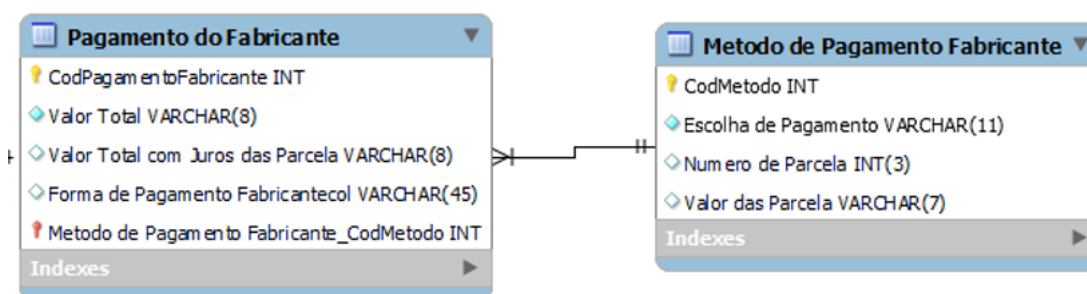 Pagamento do Fabricante
CodPagamentoFabricante INT
Valor Total VARCHAR(8)
Valor Total com Juros das Parcela VARCHAR(8)
Forma de Pagamento Fabricantecol VARCHAR(45)
Metodo de Pagamento Fabricante_CodMetodo INT
Indexes
Metodo de Pagamento Fabricante
CodMetodo INT
Escolha de Pagamento VARCHAR(11)
Numero de Parcela INT(3)
Valor das Parcela VARCHAR(7)
Indexes